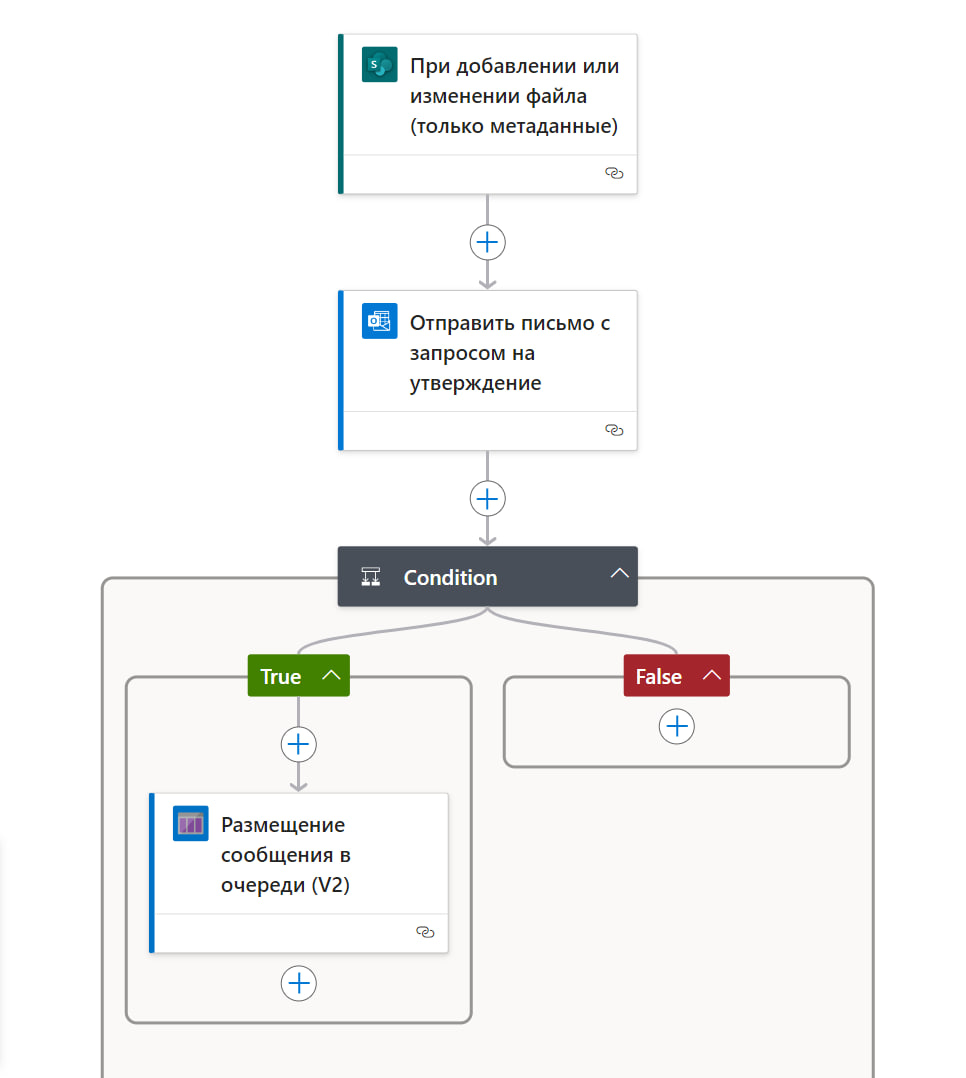 При добавлении или
изменении файла
(только метаданные)
Отправить письмо с
запросом на
утверждение
Condition
True
False
Размещение
сообщения в
очереди (V2)